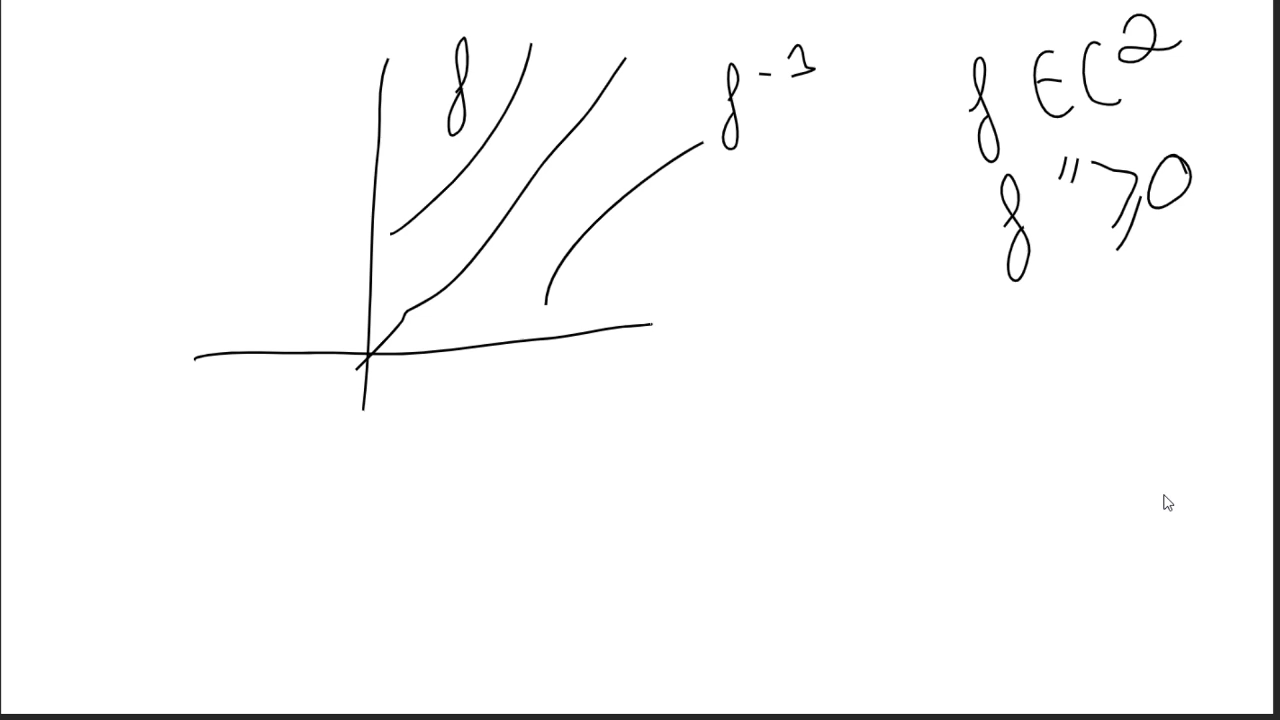 f
f⁻¹
f ∈ C²
f'' ⩾ 0